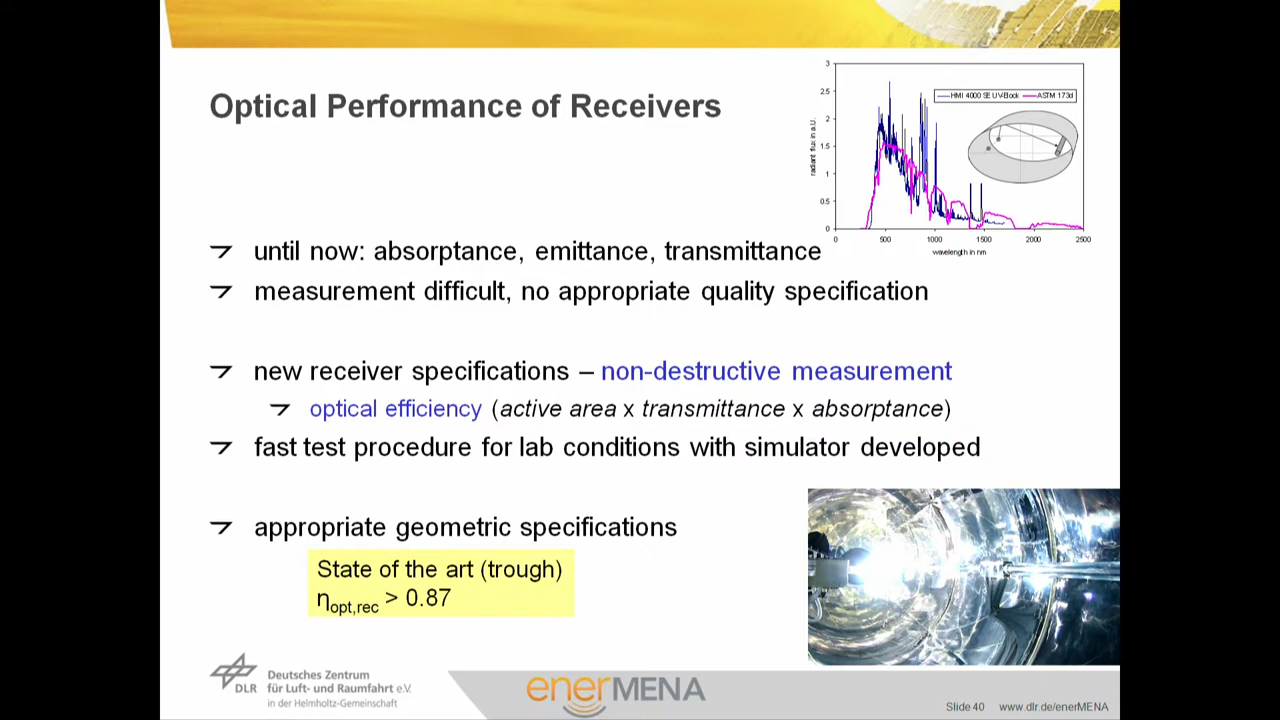 Optical Performance of Receivers
3
2.5
2
1.5
1
0.5
0
radiant flux in a.U.
HMI 4000 SE UV-Block
ASTM 173d
0 500 1000 1500 2000 2500
wavelength in nm
until now: absorptance, emittance, transmittance
measurement difficult, no appropriate quality specification
new receiver specifications – non-destructive measurement
optical efficiency (active area x transmittance x absorptance)
fast test procedure for lab conditions with simulator developed
appropriate geometric specifications
State of the art (trough)
ηopt,rec > 0.87
DLR
Deutsches Zentrum
für Luft- und Raumfahrt e.V.
in der Helmholtz-Gemeinschaft
enerMENA
Slide 40 www.dlr.de/enerMENA